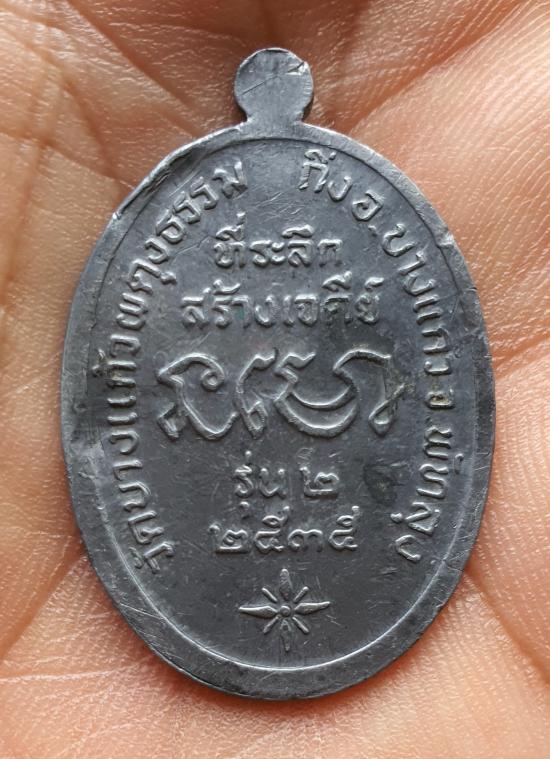 วัดบางแก้วผดุงธรรม กิ่งอ.บางแก้ว จ.พัทลุง
ที่ระลึก
สร้างเจดีย์
รุ่น ๒
๒๕๓๕